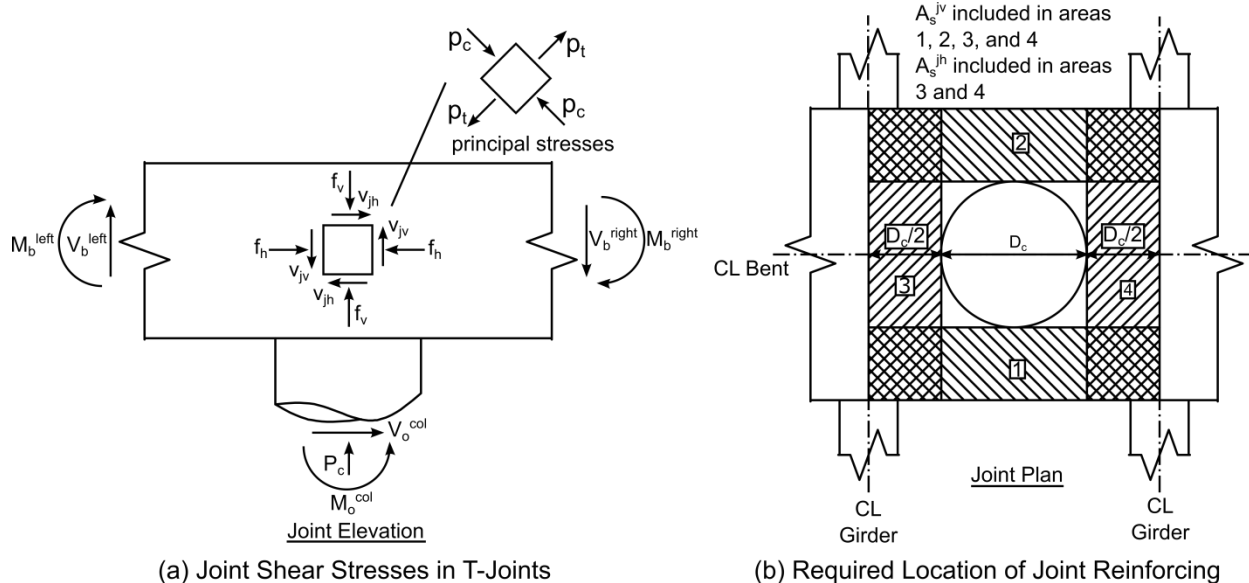 p_c
p_t
p_t
p_c
principal stresses
f_v
v_jh
v_jv
f_h
f_h
v_jv
v_jh
f_v
M_b^left
V_b^left
V_b^right
M_b^right
V_o^col
P_c
M_o^col
Joint Elevation
(a) Joint Shear Stresses in T-Joints
A_s^jv included in areas
1, 2, 3, and 4
A_s^jh included in areas
3 and 4
2
D_c/2
D_c
D_c/2
CL Bent
3
4
1
Joint Plan
CL
Girder
CL
Girder
(b) Required Location of Joint Reinforcing